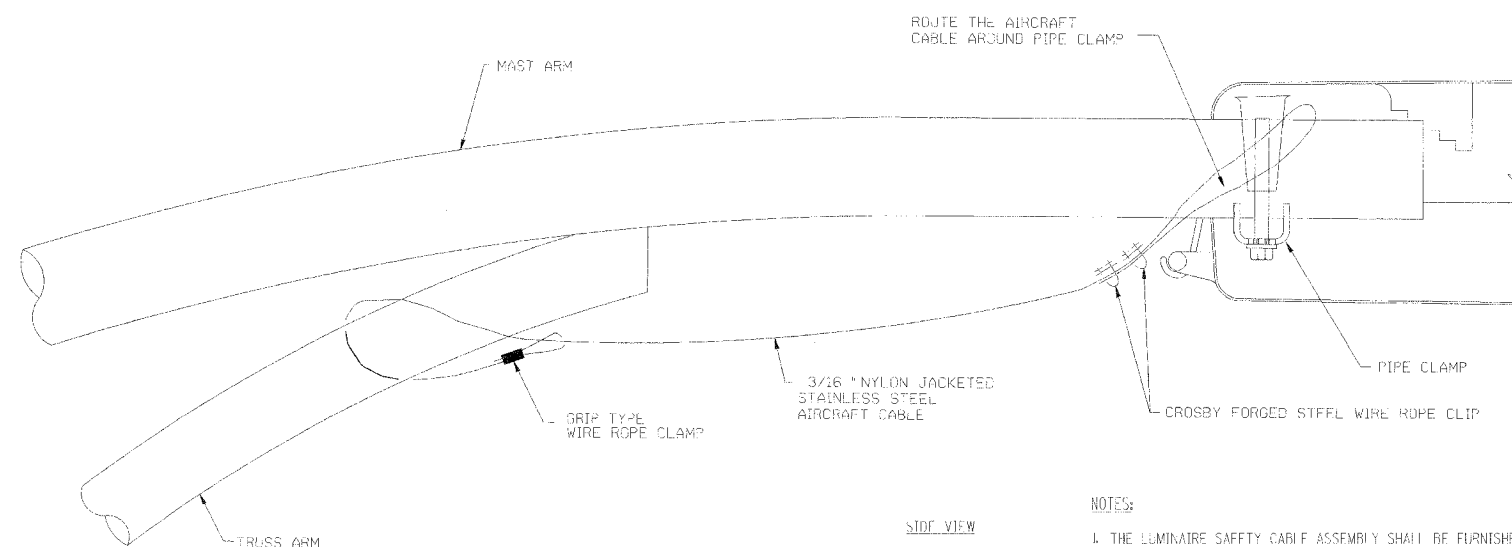 ROUTE THE AIRCRAFT
CABLE AROUND PIPE CLAMP
MAST ARM
PIPE CLAMP
3/16 " NYLON JACKETED
STAINLESS STEEL
AIRCRAFT CABLE
CROSBY FORGED STEEL WIRE ROPE CLIP
GRIP TYPE
WIRE ROPE CLAMP
TRUSS ARM
SIDE VIEW
NOTES:
1. THE LUMINAIRE SAFETY CABLE ASSEMBLY SHALL BE FURNISHE